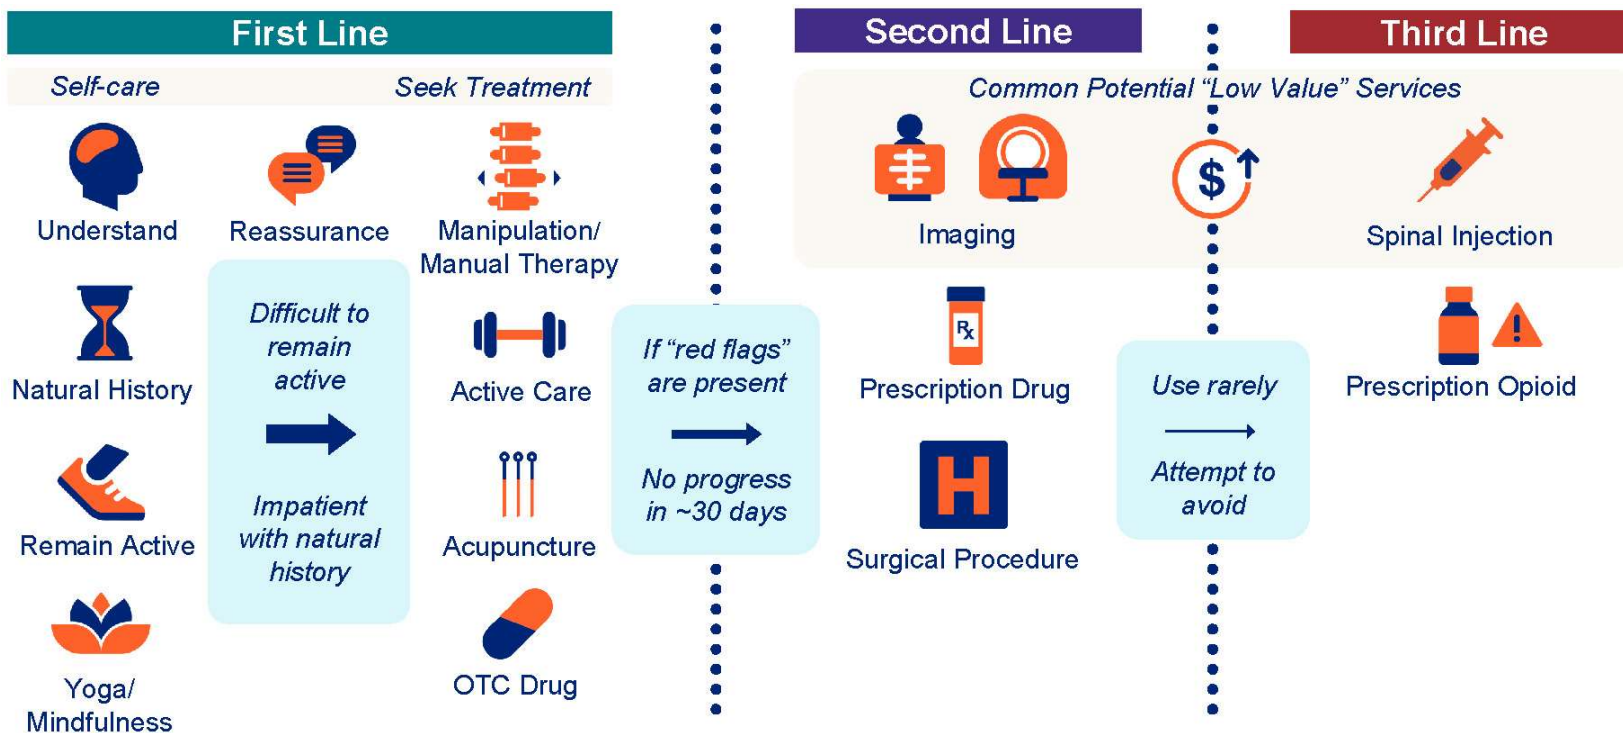 First Line
Self-care
Seek Treatment
Understand
Reassurance
Manipulation/
Manual Therapy
Natural History
Difficult to
remain
active
Impatient
with natural
history
Active Care
Remain Active
Acupuncture
Yoga/
Mindfulness
OTC Drug
If “red flags”
are present
No progress
in ~30 days
Second Line
Third Line
Common Potential “Low Value” Services
Imaging
$
Spinal Injection
Rx
Prescription Drug
Surgical Procedure
H
Use rarely
Attempt to
avoid
!
Prescription Opioid